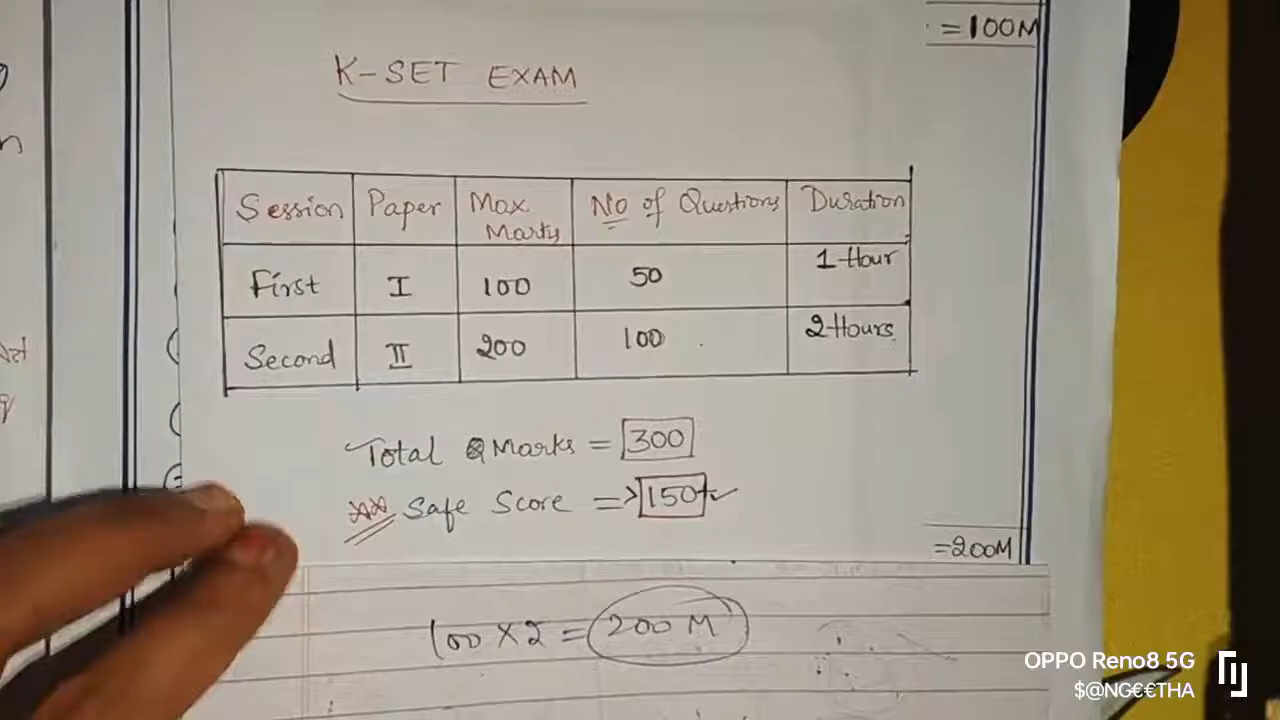 = 100M
K-SET EXAM
Session Paper Max Marks No of Questions Duration
First I 100 50 1-Hour
Second II 200 100 2-Hours
Total Marks = 300
** Safe Score => 150+
=200M
100 X 2 = 200 M
OPPO Reno8 5G
$@NG€€THA